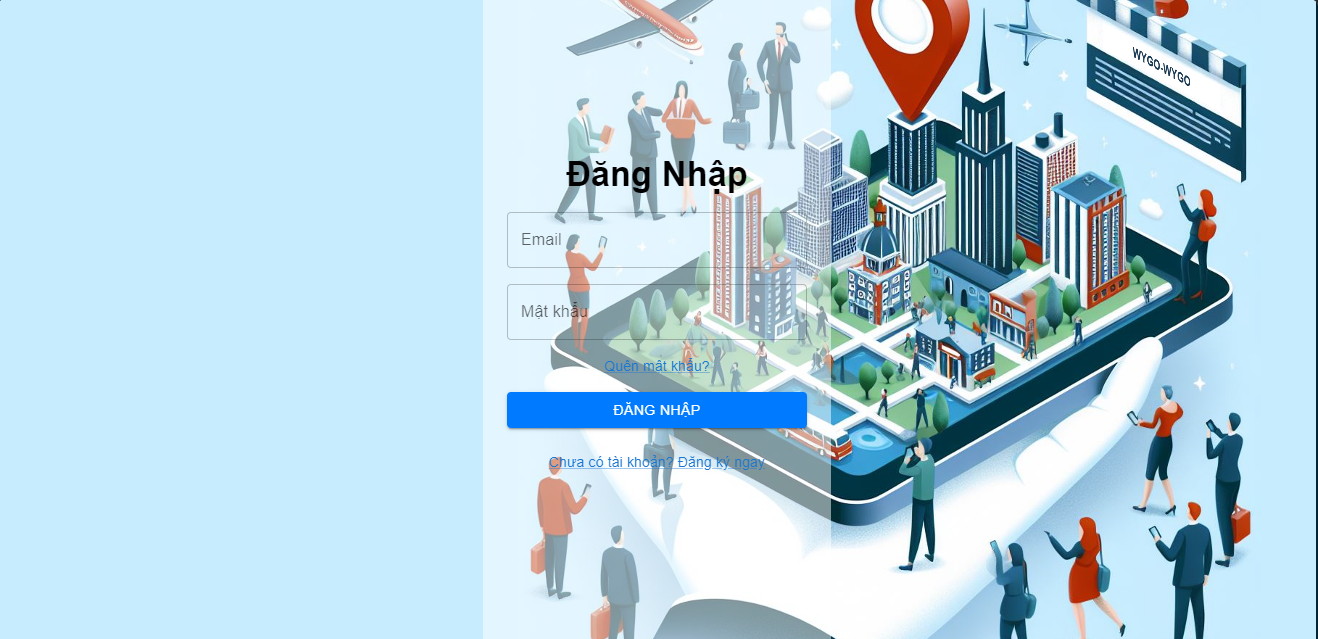 WYGO-WYGO
Đăng Nhập
Email
Mật khẩu
Quên mật khẩu?
ĐĂNG NHẬP
Chưa có tài khoản? Đăng ký ngay